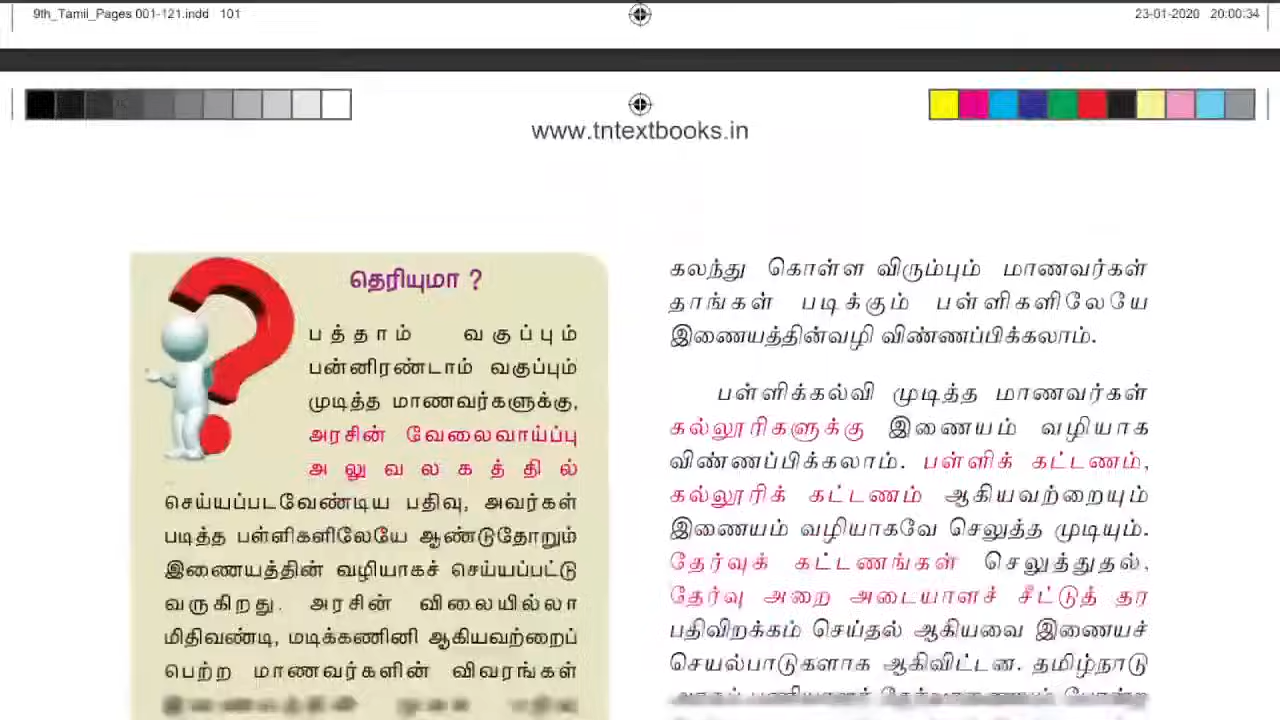 9th_Tamil_Pages 001-121.indd 101
23-01-2020 20:00:34
www.tntextbooks.in
தெரியுமா ?
பத்தாம் வகுப்பும்
பன்னிரண்டாம் வகுப்பும்
முடித்த மாணவர்களுக்கு,
அரசின் வேலைவாய்ப்பு
அலுவலகத்தில்
செய்யப்படவேண்டிய பதிவு, அவர்கள்
படித்த பள்ளிகளிலேயே ஆண்டுதோறும்
இணையத்தின் வழியாகச் செய்யப்பட்டு
வருகிறது. அரசின் விலையில்லா
மிதிவண்டி, மடிக்கணினி ஆகியவற்றைப்
பெற்ற மாணவர்களின் விவரங்கள்
கலந்து கொள்ள விரும்பும் மாணவர்கள்
தாங்கள் படிக்கும் பள்ளிகளிலேயே
இணையத்தின்வழி விண்ணப்பிக்கலாம்.
பள்ளிக்கல்வி முடித்த மாணவர்கள்
கல்லூரிகளுக்கு இணையம் வழியாக
விண்ணப்பிக்கலாம். பள்ளிக் கட்டணம்,
கல்லூரிக் கட்டணம் ஆகியவற்றையும்
இணையம் வழியாகவே செலுத்த முடியும்.
தேர்வுக் கட்டணங்கள் செலுத்துதல்,
தேர்வு அறை அடையாளச் சீட்டுத் தர
பதிவிறக்கம் செய்தல் ஆகியவை இணையச்
செயல்பாடுகளாக ஆகிவிட்டன. தமிழ்நாடு